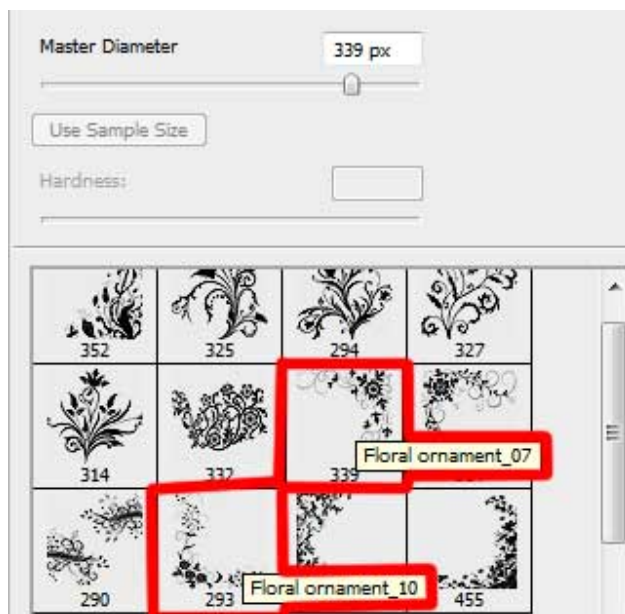 Master Diameter 339 px
Use Sample Size
Hardness:
352 325 294 327
314 332 339
Floral ornament_07
290 293 455
Floral ornament_10